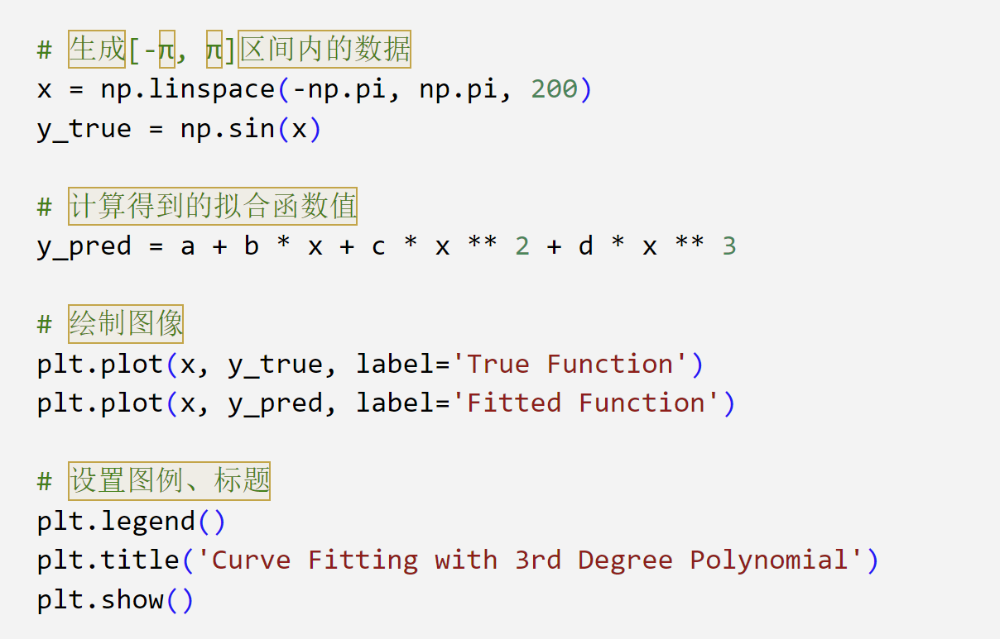 # 生成[-π, π]区间内的数据
x = np.linspace(-np.pi, np.pi, 200)
y_true = np.sin(x)
# 计算得到的拟合函数值
y_pred = a + b * x + c * x ** 2 + d * x ** 3
# 绘制图像
plt.plot(x, y_true, label='True Function')
plt.plot(x, y_pred, label='Fitted Function')
# 设置图例、标题
plt.legend()
plt.title('Curve Fitting with 3rd Degree Polynomial')
plt.show()